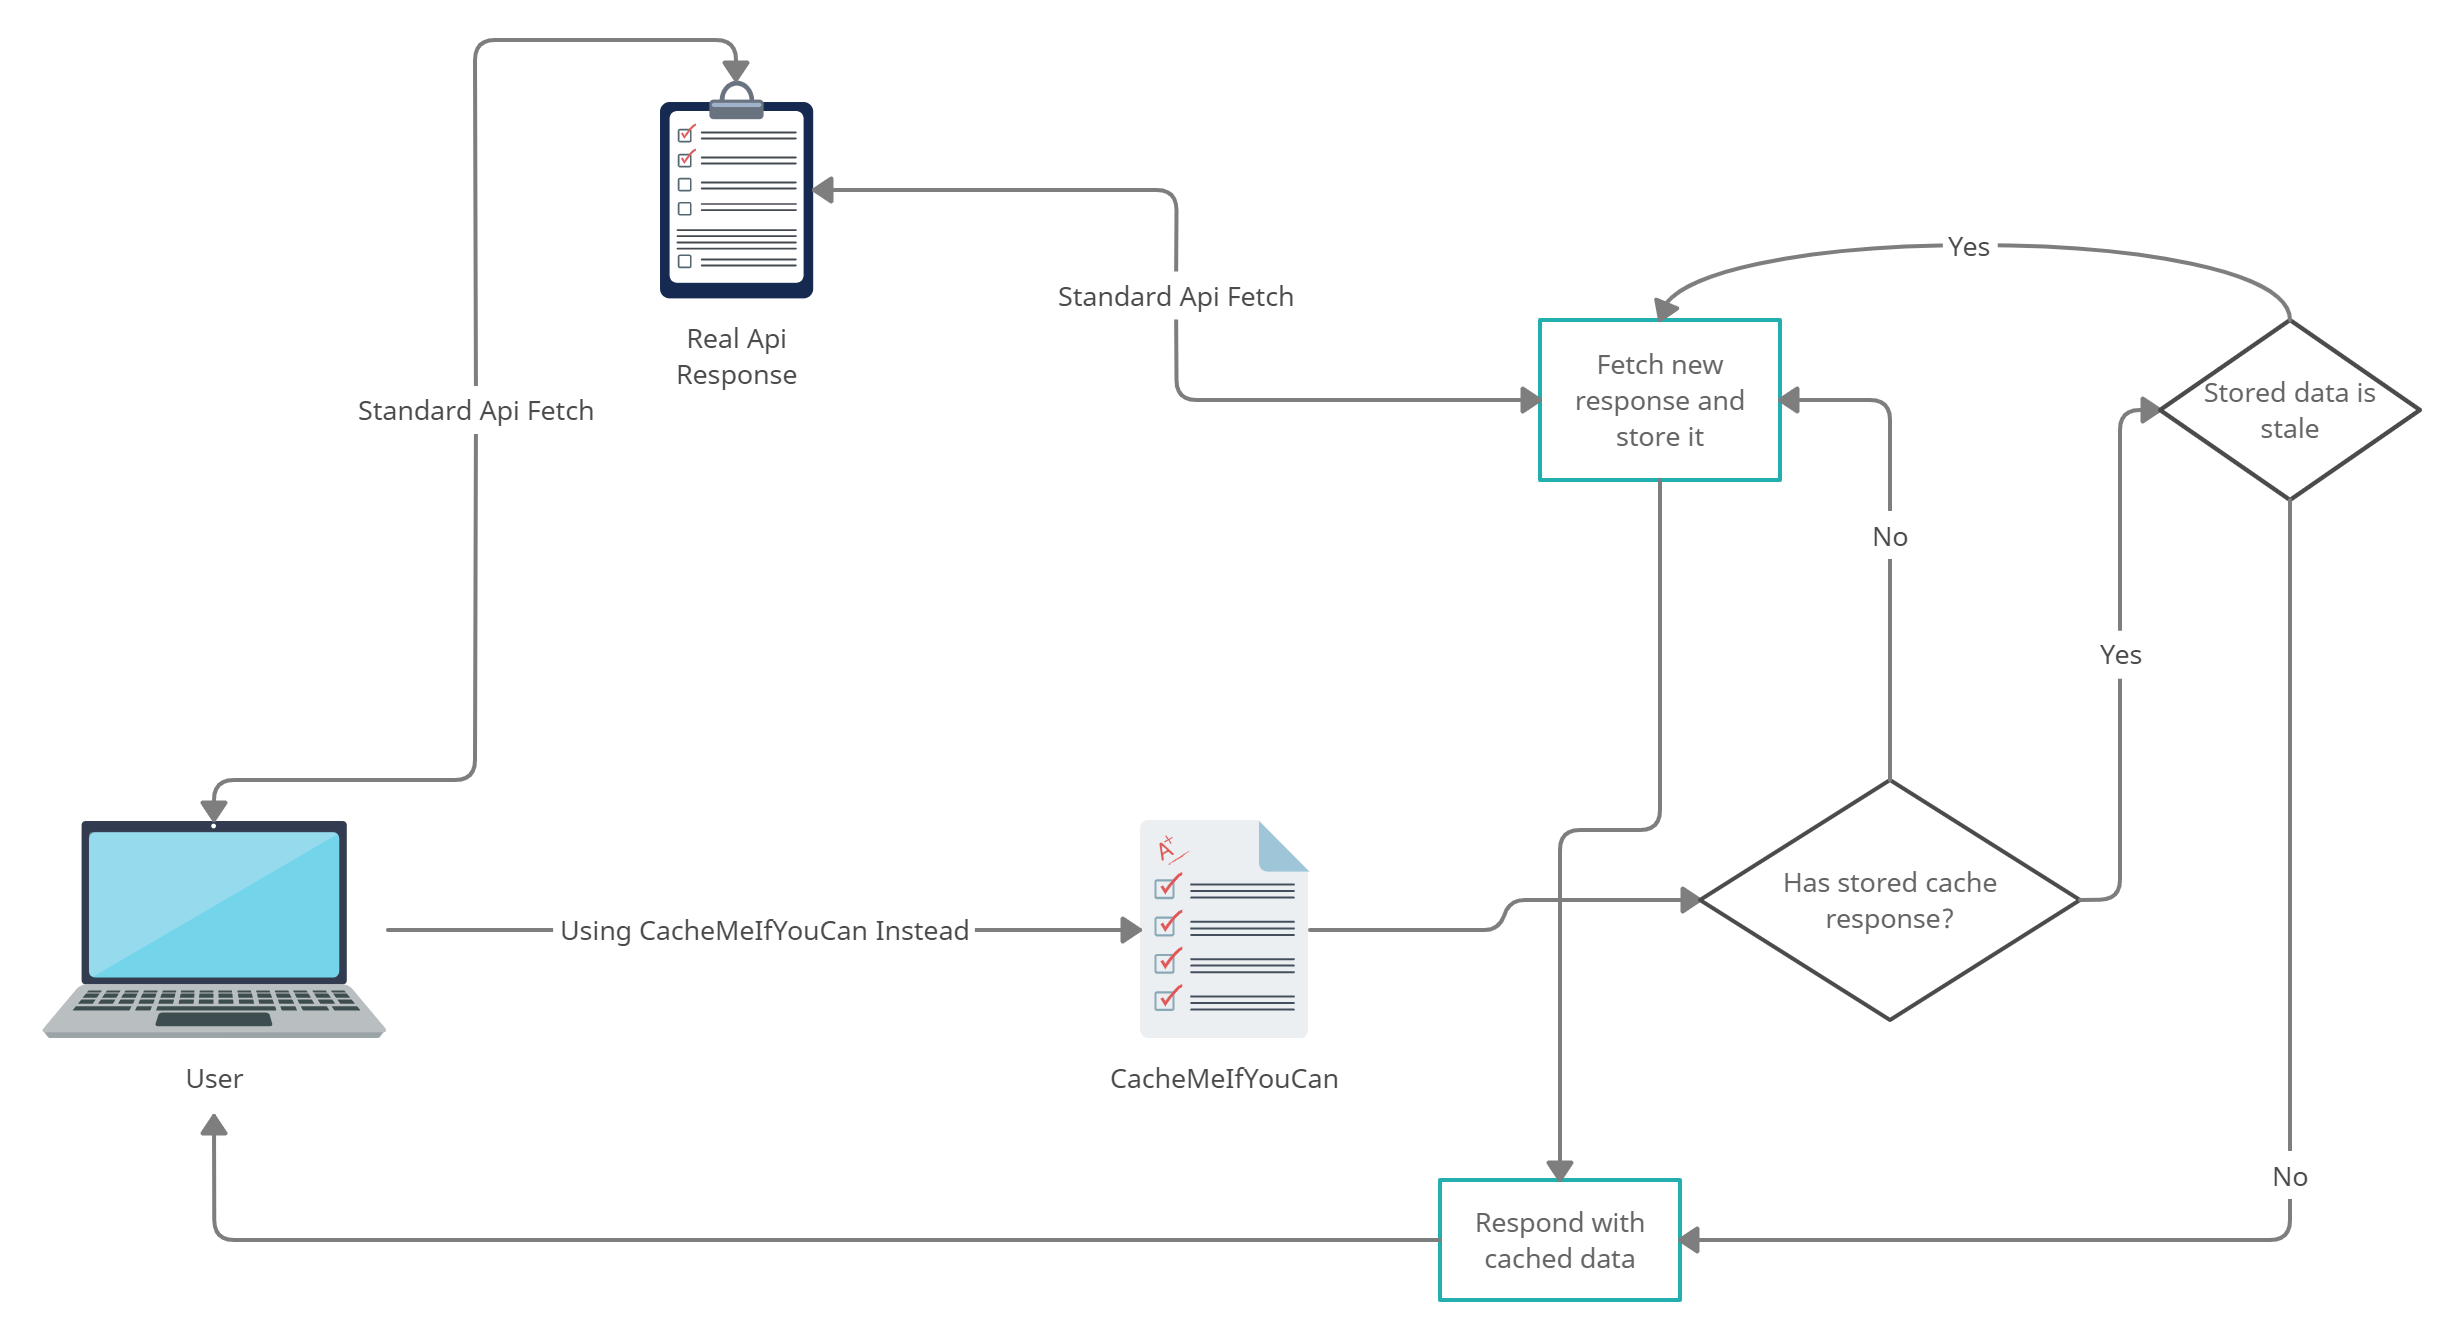 Real Api
Response
Standard Api Fetch
Standard Api Fetch
Yes
Fetch new
response and
store it
Stored data is
stale
No
Yes
A+
Has stored cache
response?
Using CacheMeIfYouCan Instead
User
CacheMeIfYouCan
No
Respond with
cached data